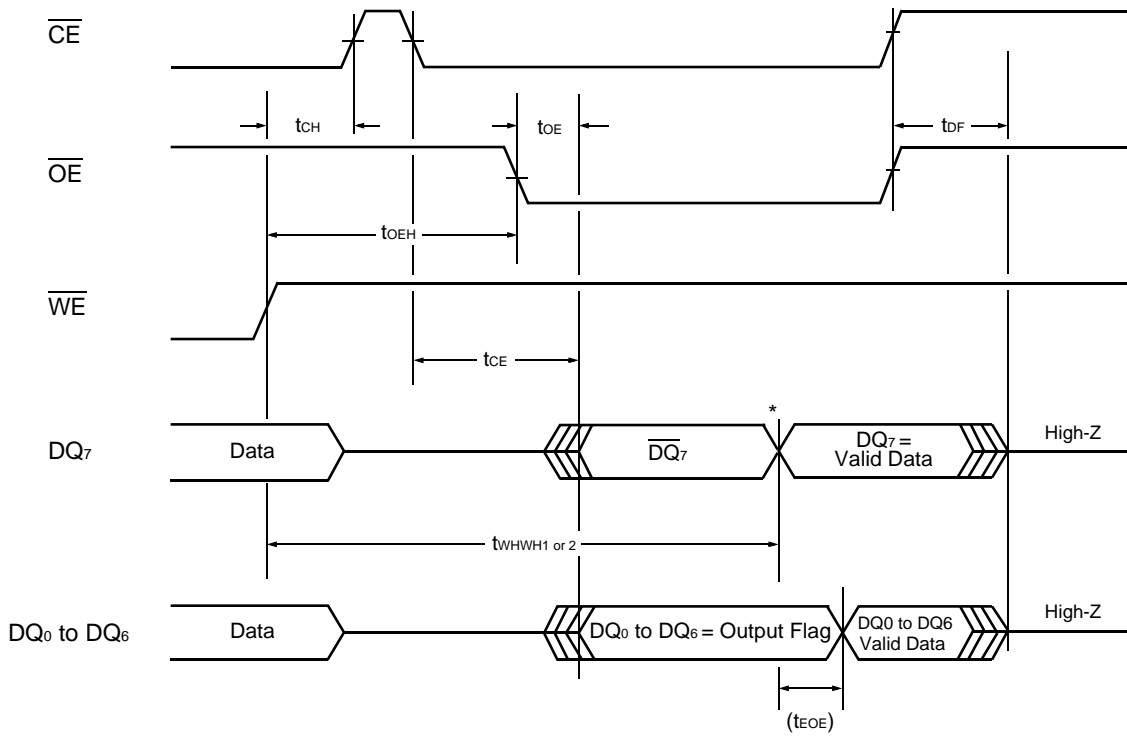 CE
tCH
tOE
tDF
OE
tOEH
WE
tCE
*
DQ7
Data
DQ7
DQ7 =
Valid Data
High-Z
tWHWH1 or 2
DQ0 to DQ6
Data
DQ0 to DQ6 = Output Flag
DQ0 to DQ6
Valid Data
High-Z
(tEOE)